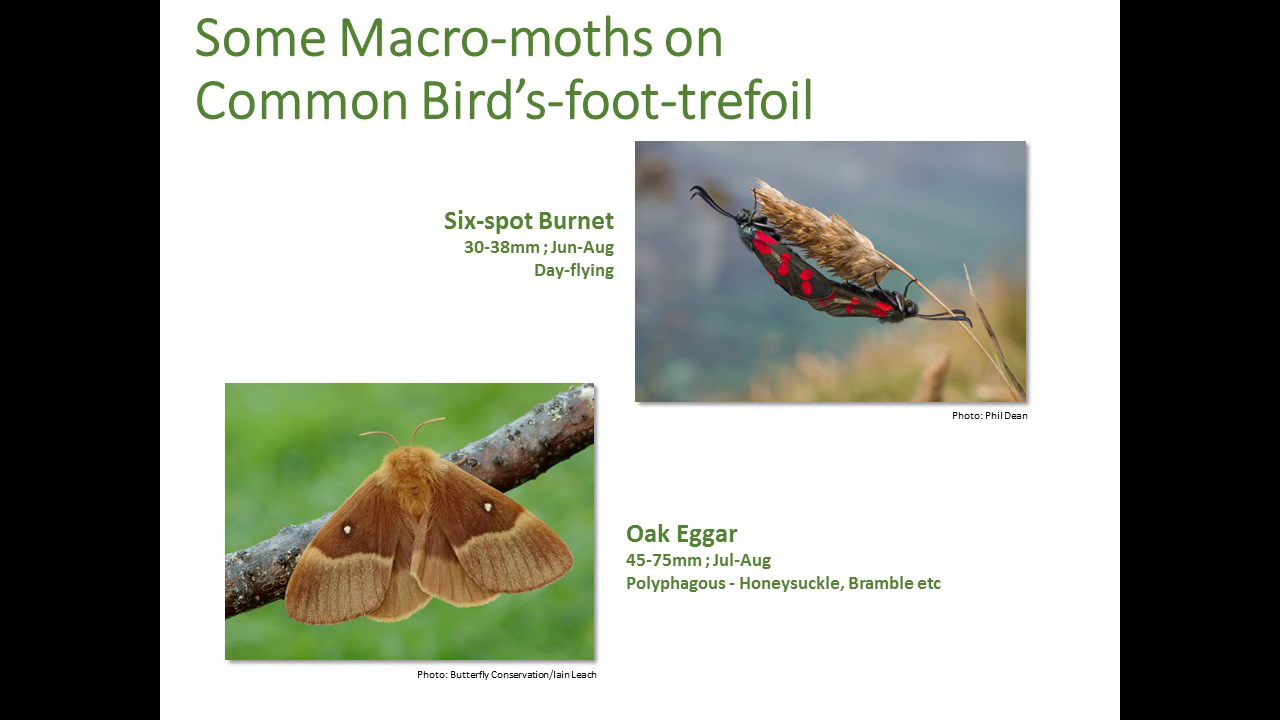 Some Macro-moths on
Common Bird’s-foot-trefoil
Six-spot Burnet
30-38mm ; Jun-Aug
Day-flying
Photo: Phil Dean
Oak Eggar
45-75mm ; Jul-Aug
Polyphagous - Honeysuckle, Bramble etc
Photo: Butterfly Conservation/Iain Leach